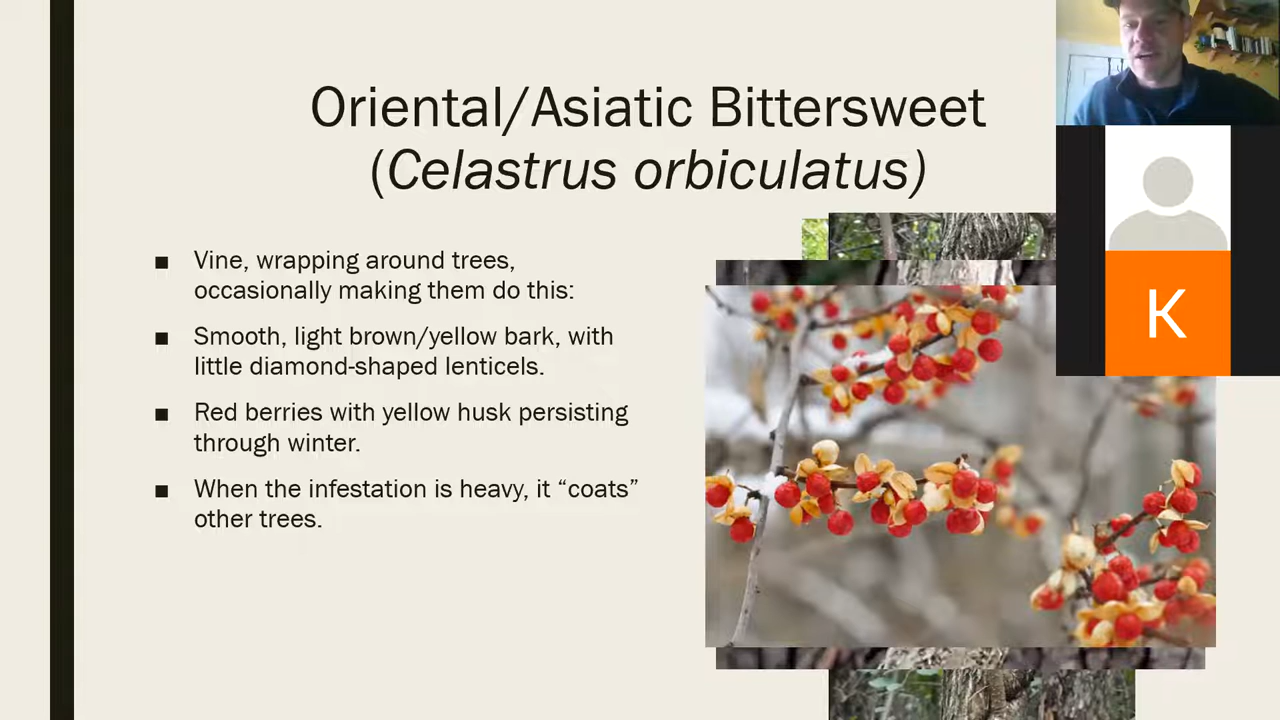 Oriental/Asiatic Bittersweet
(Celastrus orbiculatus)
■ Vine, wrapping around trees,
occasionally making them do this:
■ Smooth, light brown/yellow bark, with
little diamond-shaped lenticels.
■ Red berries with yellow husk persisting
through winter.
■ When the infestation is heavy, it “coats”
other trees.
K